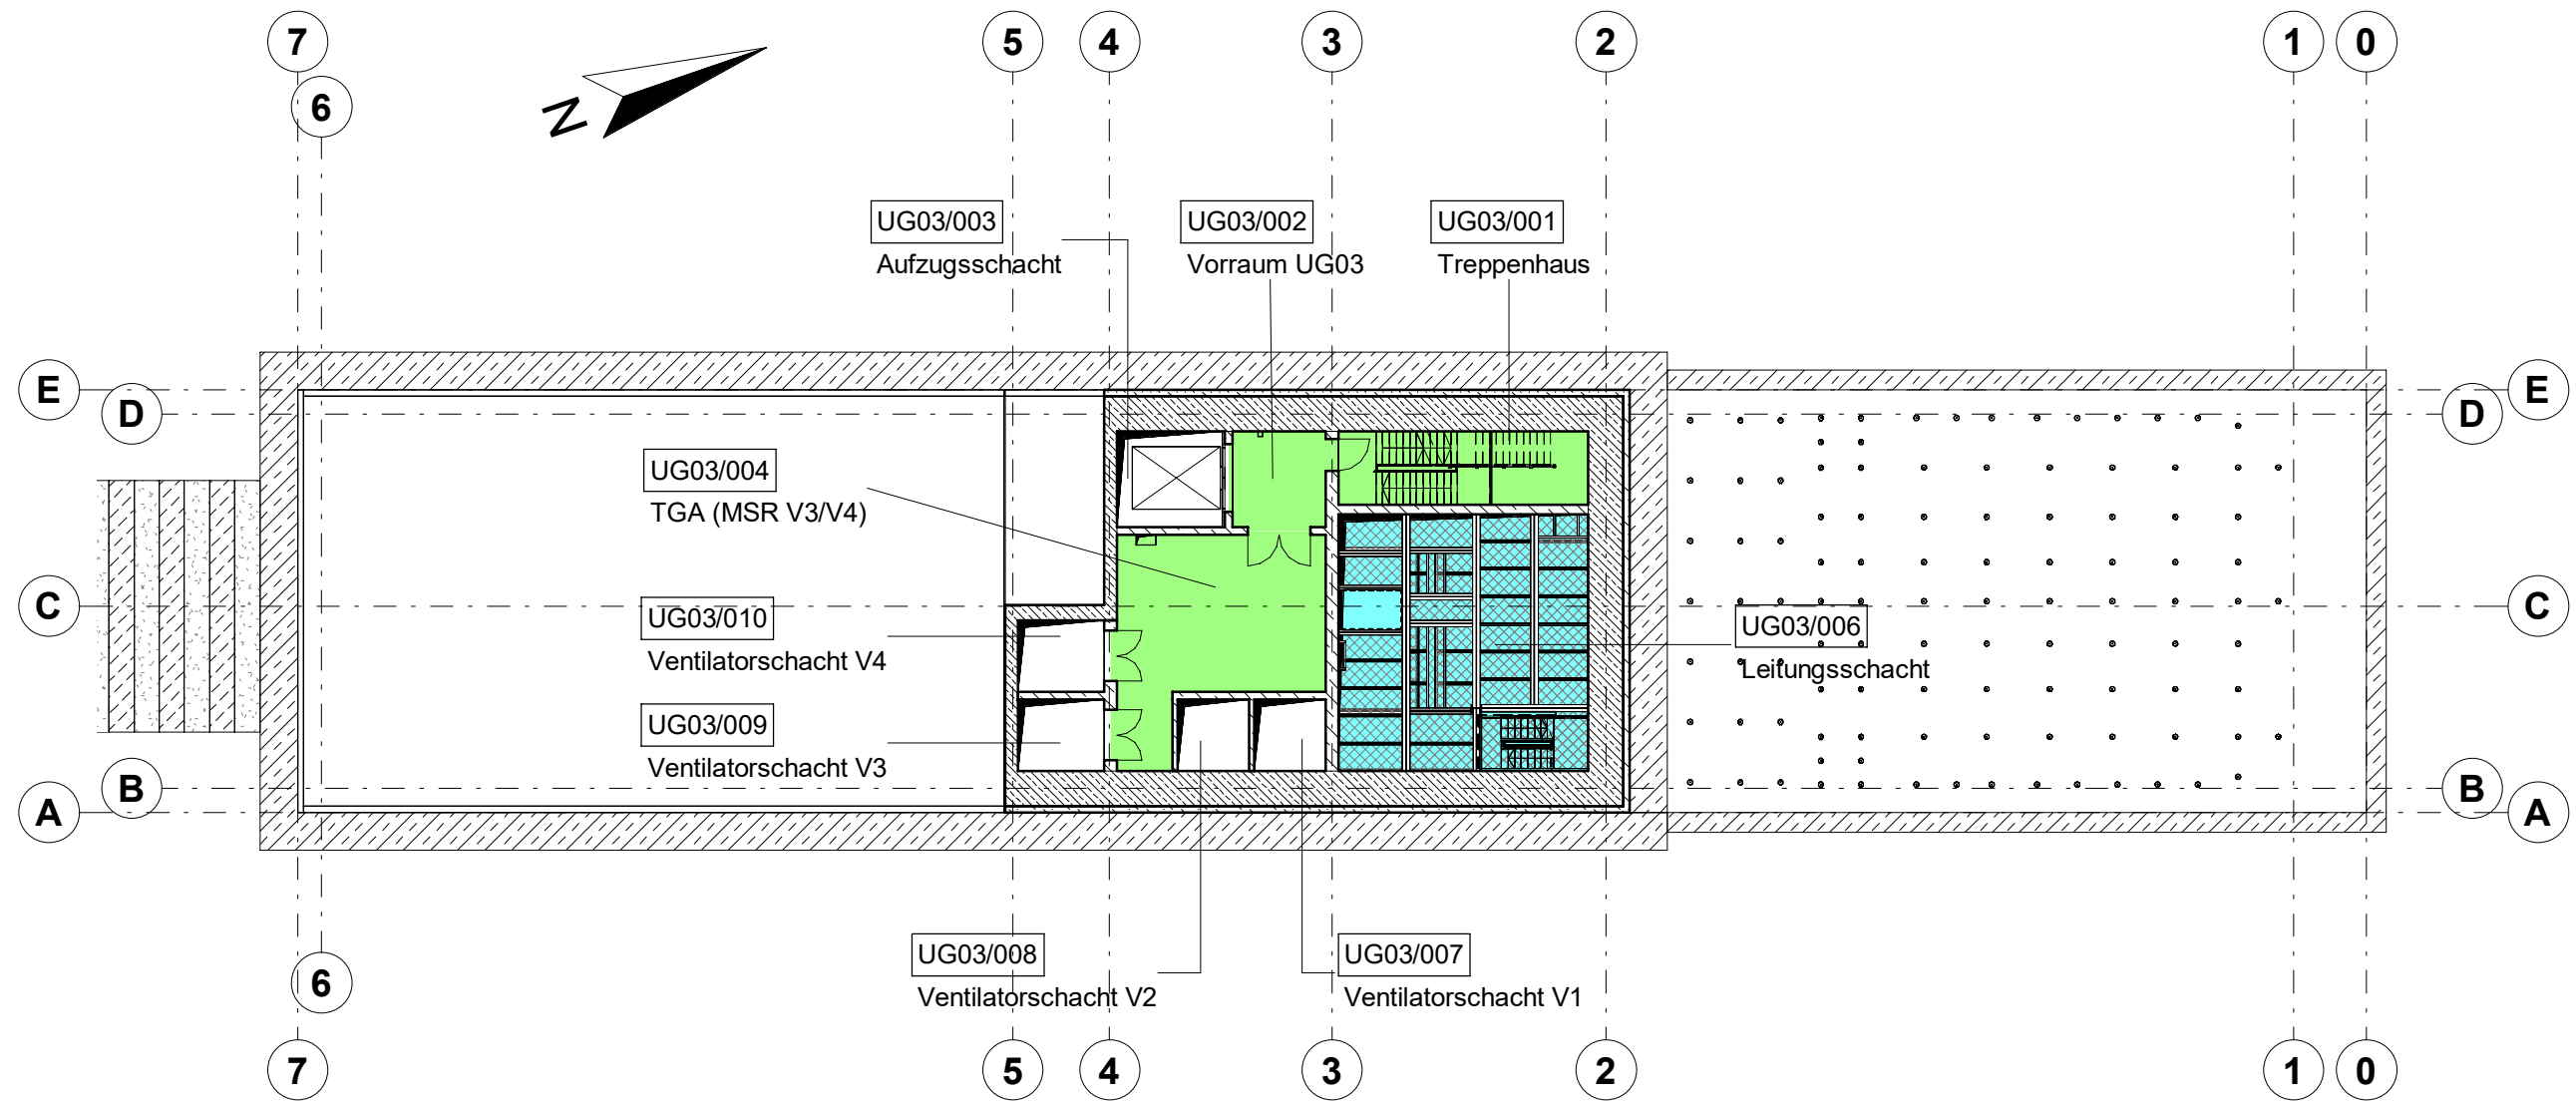 7 5 4 3 2 1 0
6
N
UG03/003
Aufzugsschacht
UG03/002
Vorraum UG03
UG03/001
Treppenhaus
E E
D D
UG03/004
TGA (MSR V3/V4)
UG03/010
Ventilatorschacht V4
C C
UG03/006
Leitungsschacht
UG03/009
Ventilatorschacht V3
B B
A A
UG03/008
Ventilatorschacht V2
UG03/007
Ventilatorschacht V1
6
7 5 4 3 2 1 0